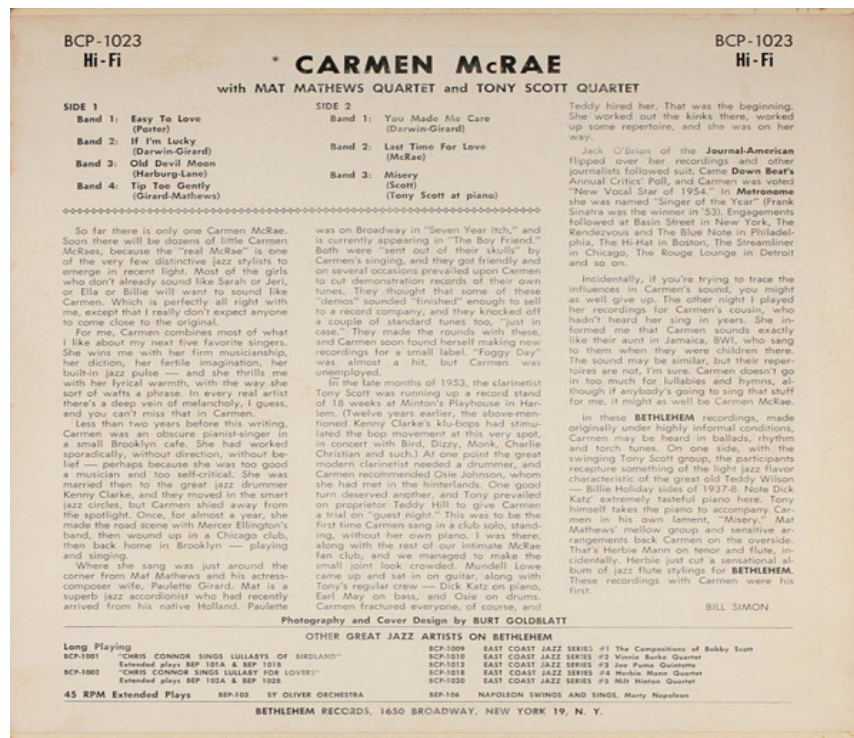 BCP-1023
Hi-Fi
BCP-1023
Hi-Fi
* CARMEN McRAE
with MAT MATHEWS QUARTET and TONY SCOTT QUARTET
SIDE 1
Band 1: Easy To Love
(Porter)
Band 2: If I'm Lucky
(Darwin-Girard)
Band 3: Old Devil Moon
(Harburg-Lane)
Band 4: Tip Toe Gently
(Girard-Mathews)
SIDE 2
Band 1: You Made Me Care
(Darwin-Girard)
Band 2: Last Time For Love
(McRae)
Band 3: Misery
(Scott)
(Tony Scott at piano)
So far there is only one Carmen McRae.
Soon there will be dozens of little Carmen
McRaes, because the "real McRae" is one
of the very few distinctive jazz stylists to
emerge in recent light. Most of the girls
who don't already sound like Sarah or Jeri,
or Ella or Billie will want to sound like
Carmen. Which is perfectly all right with
me, except that I really don't expect anyone
to come close to the original.
For me, Carmen combines most of what
I like about my next five favorite singers.
She wins me with her firm musicianship,
her diction, her fertile imagination, her
built-in jazz pulse — and she thrills me
with her lyrical warmth, with the way she
sort of wafts a phrase. In every real artist
there's a deep vein of melancholy, I guess,
and you can't miss that in Carmen.
Less than two years before this writing,
Carmen was an obscure pianist-singer in
a small Brooklyn cafe. She had worked
sporadically, without direction, without be-
lief — perhaps because she was too good
a musician and too self-critical. She was
married then to the great jazz drummer
Kenny Clarke, and they moved in the smart
jazz circles, but Carmen shied away from
the spotlight. Once, for almost a year, she
made the road scene with Mercer Ellington's
band, then wound up in a Chicago club,
then back home in Brooklyn — playing
and singing.
Where she sang was just around the
corner from Mat Mathews and his actress-
composer wife, Paulette Girard. Mat is a
superb jazz accordionist who had recently
arrived from his native Holland. Paulette
was on Broadway in "Seven Year Itch," and
is currently appearing in "The Boy Friend."
Both were "sent out of their skulls" by
Carmen's singing, and they got friendly and
on several occasions prevailed upon Carmen
to cut demonstration records of their own
tunes. They thought that some of these
"demos" sounded "finished" enough to sell
to a record company, and they knocked off
a couple of standard tunes too, "just in
case." They made the rounds with these,
and Carmen soon found herself making new
recordings for a small label. "Foggy Day"
was almost a hit, but Carmen was
unemployed.
In the late months of 1953, the clarinetist
Tony Scott was running up a record stand
of 18 weeks at Minton's Playhouse in Har-
lem. (Twelve years earlier, the above-men-
tioned Kenny Clarke's klu-bops had stimu-
lated the bop movement at this very spot,
in concert with Bird, Dizzy, Monk, Charlie
Christian and such.) At one point the great
modern clarinetist needed a drummer, and
Carmen recommended Osie Johnson, whom
she had met in the hinterlands. One good
turn deserved another, and Tony prevailed
on proprietor Teddy Hill to give Carmen
a trial on "guest night." This was to be the
first time Carmen sang in a club solo, stand-
ing, without her own piano. I was there,
along with the rest of our intimate McRae
fan club, and we managed to make the
small joint look crowded. Mundell Lowe
came up and sat in on guitar, along with
Tony's regular crew — Dick Katz on piano,
Earl May on bass, and Osie on drums.
Carmen fractured everyone, of course, and
Teddy hired her. That was the beginning.
She worked out the kinks there, worked
up some repertoire, and she was on her
way.
Jack O'Brian of the Journal-American
flipped over her recordings and other
journalists followed suit. Came Down Beat's
Annual Critics' Poll, and Carmen was voted
"New Vocal Star of 1954." In Metronome
she was named "Singer of the Year" (Frank
Sinatra was the winner in '53). Engagements
followed at Basin Street in New York, The
Rendezvous and The Blue Note in Philadel-
phia, The Hi-Hat in Boston, The Streamliner
in Chicago, The Rouge Lounge in Detroit
and so on.
Incidentally, if you're trying to trace the
influences in Carmen's sound, you might
as well give up. The other night I played
her recordings for Carmen's cousin, who
hadn't heard her sing in years. She in-
formed me that Carmen sounds exactly
like their aunt in Jamaica, BWI, who sang
to them when they were children there.
The sound may be similar, but their reper-
toires are not, I'm sure. Carmen doesn't go
in too much for lullabies and hymns, al-
though if anybody's going to sing that stuff
for me, it might as well be Carmen McRae.
In these BETHLEHEM recordings, made
originally under highly informal conditions,
Carmen may be heard in ballads, rhythm
and torch tunes. On one side, with the
swinging Tony Scott group, the participants
recapture something of the light jazz flavor
characteristic of the great old Teddy Wilson
— Billie Holiday sides of 1937-8. Note Dick
Katz' extremely tasteful piano here. Tony
himself takes the piano to accompany Car-
men in his own lament, "Misery." Mat
Mathews' mellow group and sensitive ar-
rangements back Carmen on the overside.
That's Herbie Mann on tenor and flute, in-
cidentally. Herbie just cut a sensational al-
bum of jazz flute stylings for BETHLEHEM.
These recordings with Carmen were his
first.
BILL SIMON
Photography and Cover Design by BURT GOLDBLATT
OTHER GREAT JAZZ ARTISTS ON BETHLEHEM
Long Playing
BCP-1001 "CHRIS CONNOR SINGS LULLABYS OF BIRDLAND"
Extended plays BEP 101A & BEP 101B
BCP-1002 "CHRIS CONNOR SINGS LULLABY FOR LOVERS"
Extended plays BEP 102A & BEP 102B
BCP-1009 EAST COAST JAZZ SERIES #1 The Compositions of Bobby Scott
BCP-1010 EAST COAST JAZZ SERIES #2 Vinnie Burke Quartet
BCP-1012 EAST COAST JAZZ SERIES #3 Joe Puma Quintette
BCP-1018 EAST COAST JAZZ SERIES #4 Herbie Mann Quartet
BCP-1020 EAST COAST JAZZ SERIES #5 Milt Hinton Quartet
45 RPM Extended Plays BEP-103 SY OLIVER ORCHESTRA BEP-106 NAPOLEON SWINGS AND SINGS, Marty Napoleon
BETHLEHEM RECORDS, 1650 BROADWAY, NEW YORK 19, N. Y.